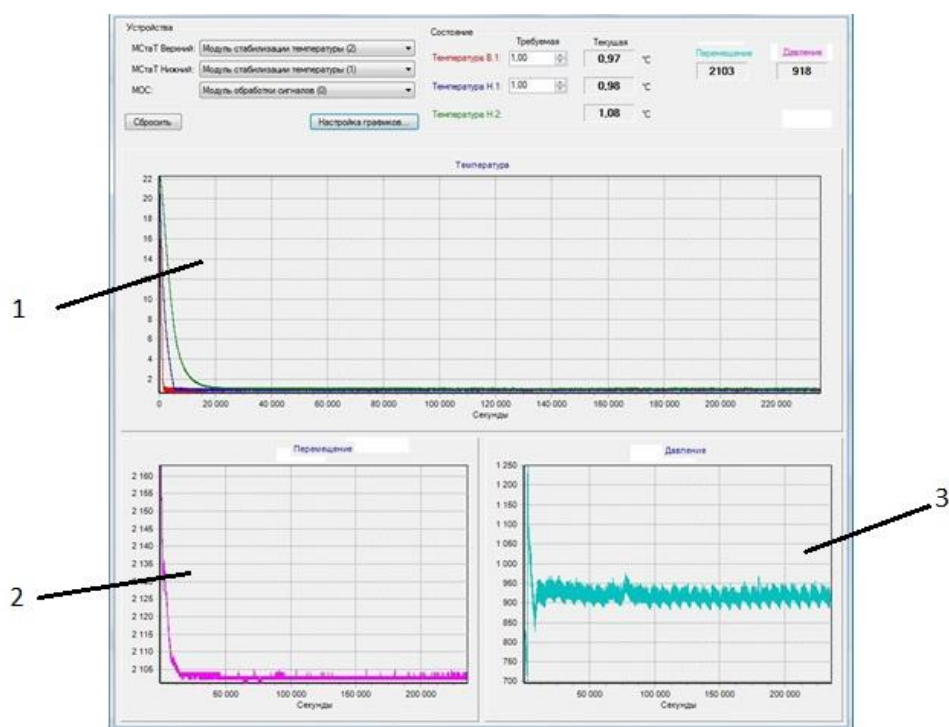 Устройства
МСтаТ Верхний: Модуль стабилизации температуры (2)
МСтаТ Нижний: Модуль стабилизации температуры (1)
МОС: Модуль обработки сигналов (0)
Сбросить Настройка графиков...
Состояние
Требуемая Текущая
Температура В.1: 1,00 0,97 °C
Температура Н.1: 1,00 0,98 °C
Температура Н.2: 1,08 °C
Перемещение Давление
2103 918
Температура
22
20
18
16
14
12
10
8
6
4
2
0 20 000 40 000 60 000 80 000 100 000 120 000 140 000 160 000 180 000 200 000 220 000
Секунды
1
Перемещение
2 160
2 155
2 150
2 145
2 140
2 135
2 130
2 125
2 120
2 115
2 110
2 105
50 000 100 000 150 000 200 000
Секунды
2
Давление
1 250
1 200
1 150
1 100
1 050
1 000
950
900
850
800
750
700
50 000 100 000 150 000 200 000
Секунды
3